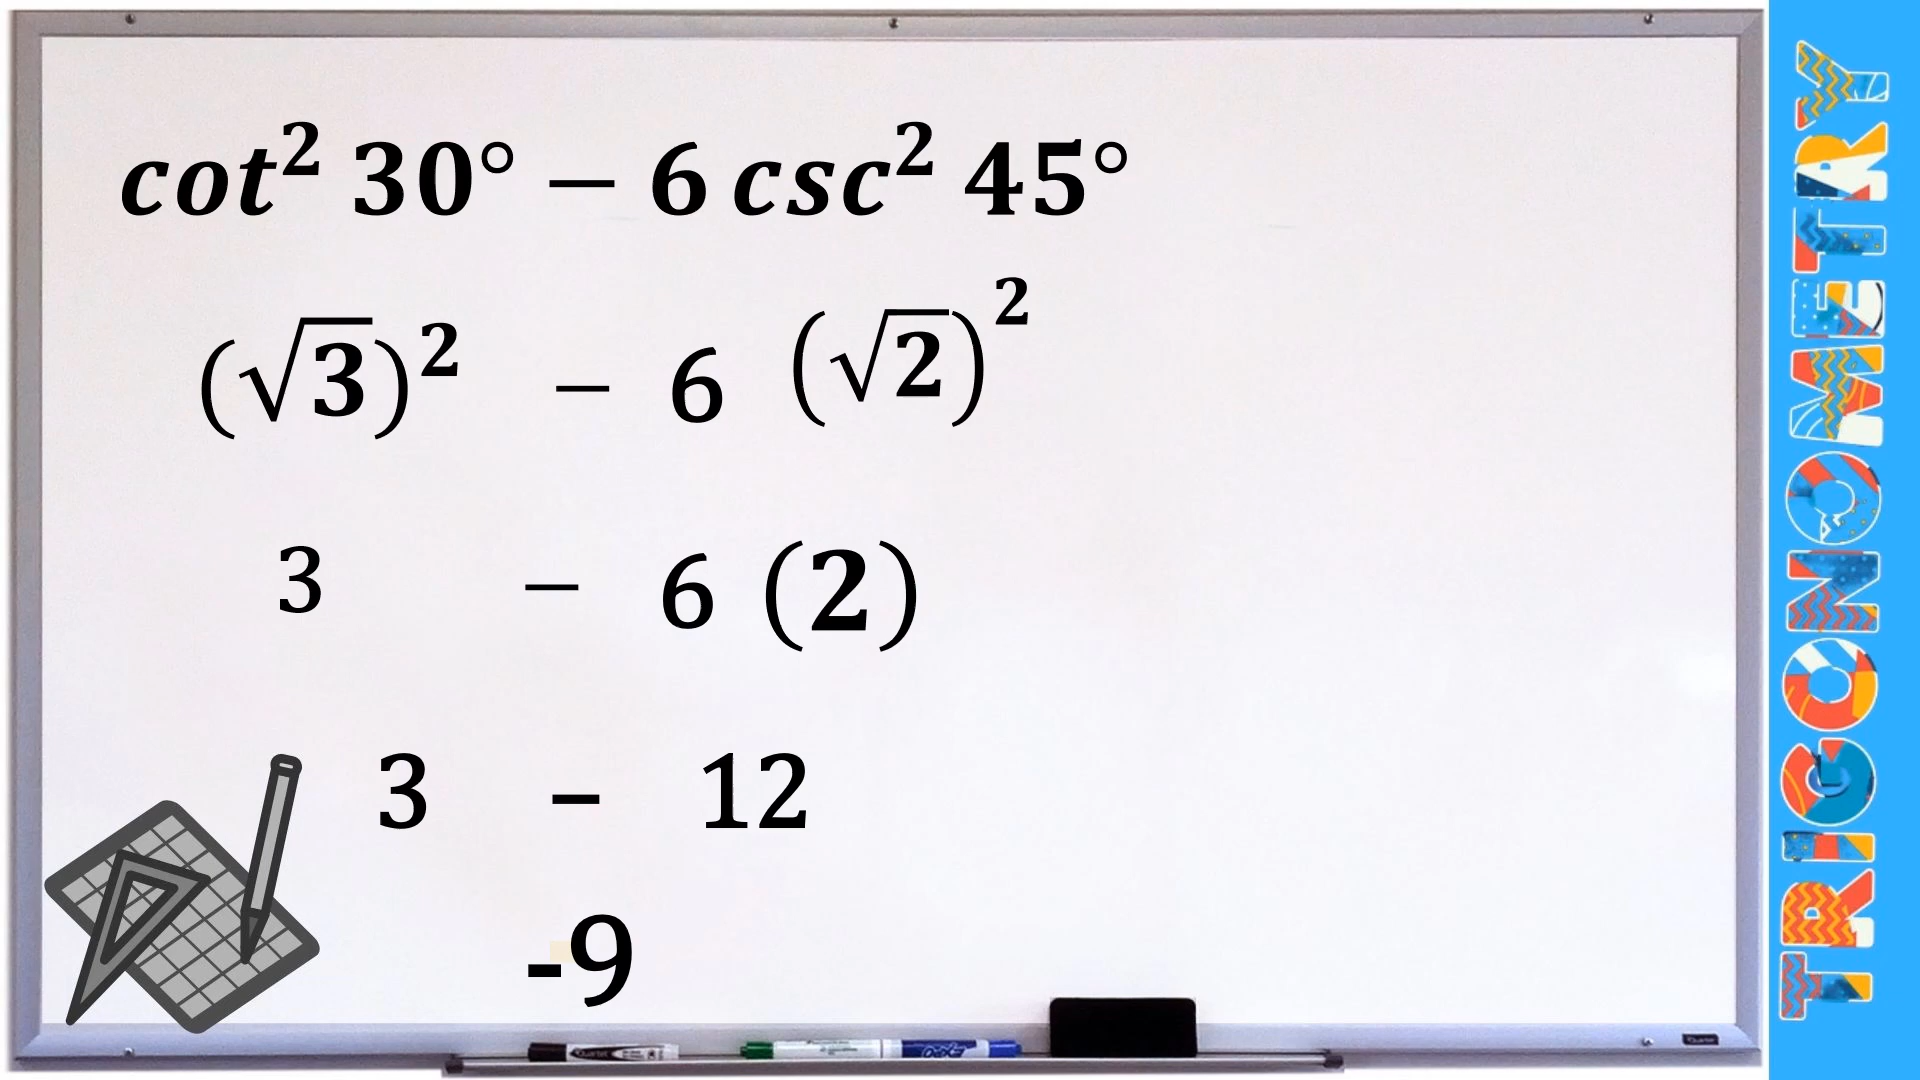 cot² 30° − 6 csc² 45°
(√3)² − 6 (√2)²
3 − 6 (2)
3 – 12
-9
TRIGONOMETRY